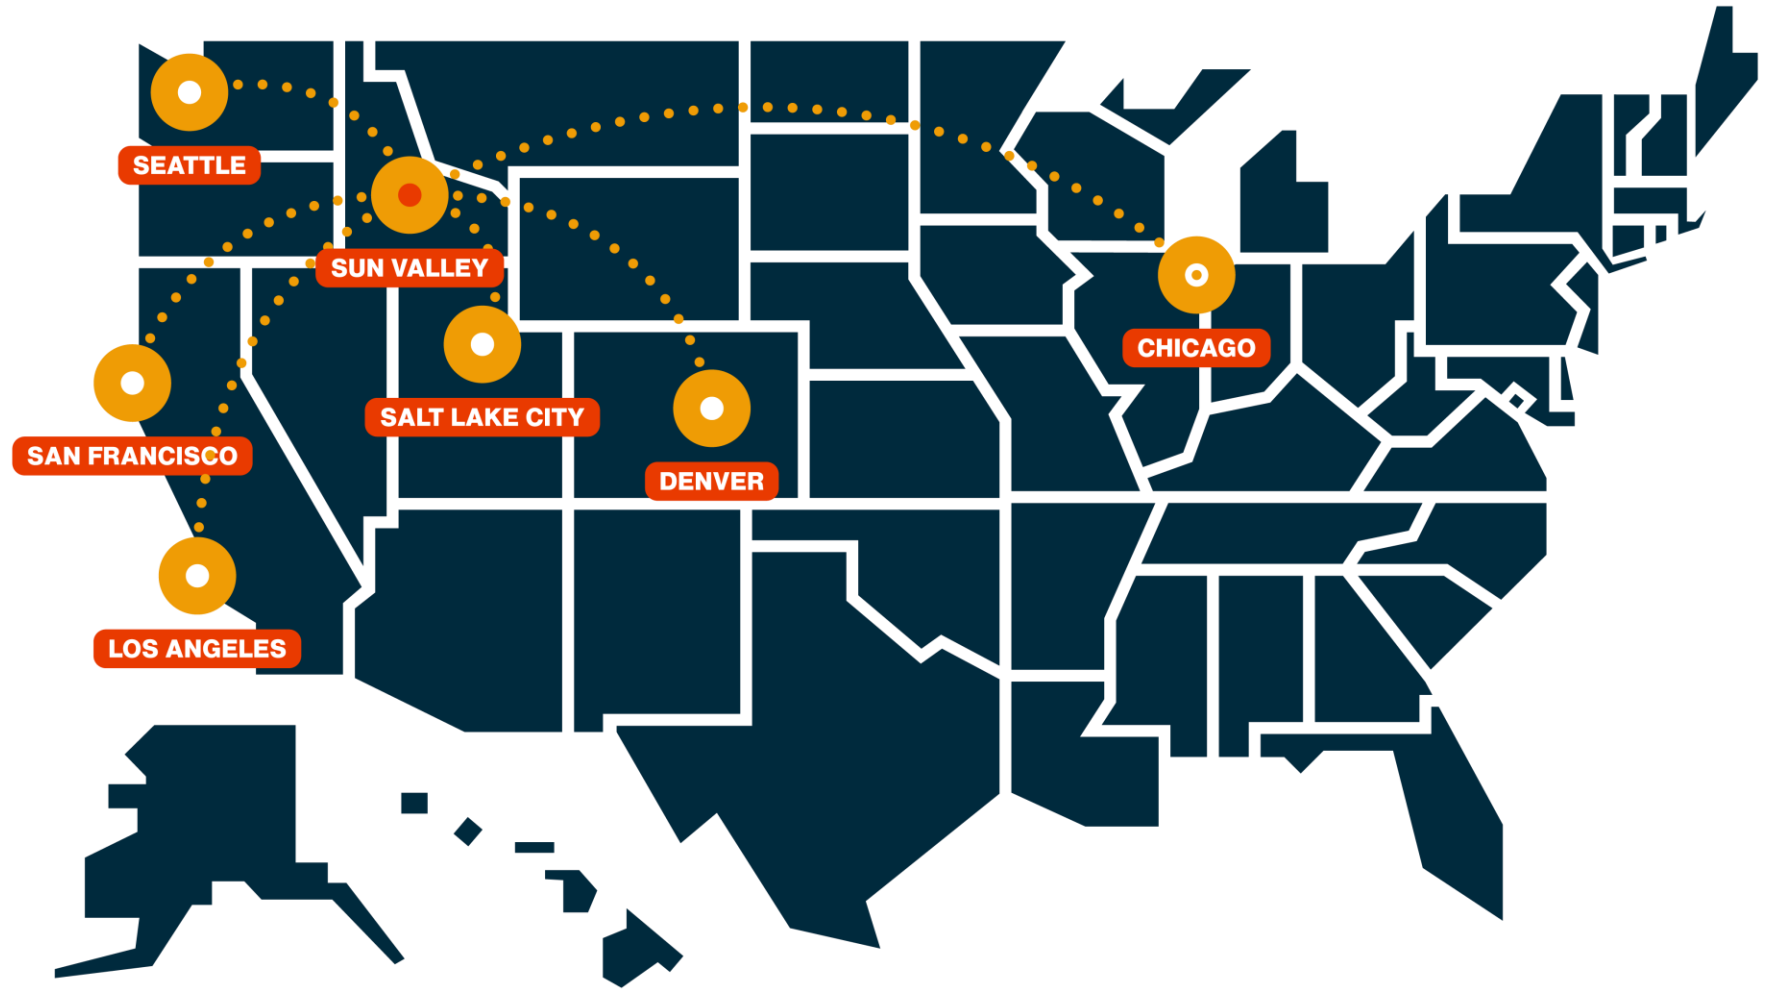 SEATTLE
SUN VALLEY
CHICAGO
SALT LAKE CITY
SAN FRANCISCO
DENVER
LOS ANGELES